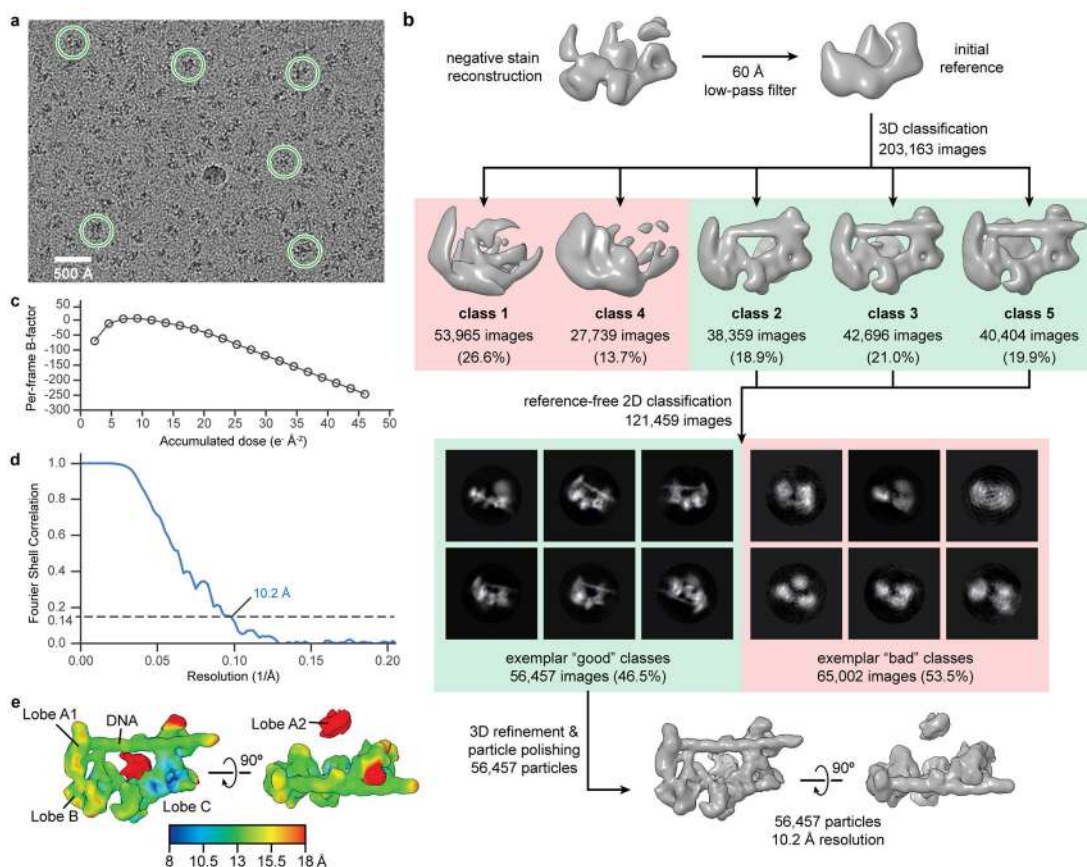 a
500 Å
b
negative stain
reconstruction
60 Å
low-pass filter
initial
reference
3D classification
203,163 images
class 1
53,965 images
(26.6%)
class 4
27,739 images
(13.7%)
class 2
38,359 images
(18.9%)
class 3
42,696 images
(21.0%)
class 5
40,404 images
(19.9%)
reference-free 2D classification
121,459 images
exemplar “good” classes
56,457 images (46.5%)
exemplar “bad” classes
65,002 images (53.5%)
3D refinement &
particle polishing
56,457 particles
90º
56,457 particles
10.2 Å resolution
c
Per-frame B-factor
50
0
-50
-100
-150
-200
-250
-300
0 5 10 15 20 25 30 35 40 45 50
Accumulated dose (e⁻ Å⁻²)
d
Fourier Shell Correlation
1.0
0.8
0.6
0.4
0.2
0.14
0.0
10.2 Å
0.00 0.05 0.10 0.15 0.20
Resolution (1/Å)
e
Lobe A1
DNA
Lobe B
Lobe C
90º
Lobe A2
8 10.5 13 15.5 18 Å